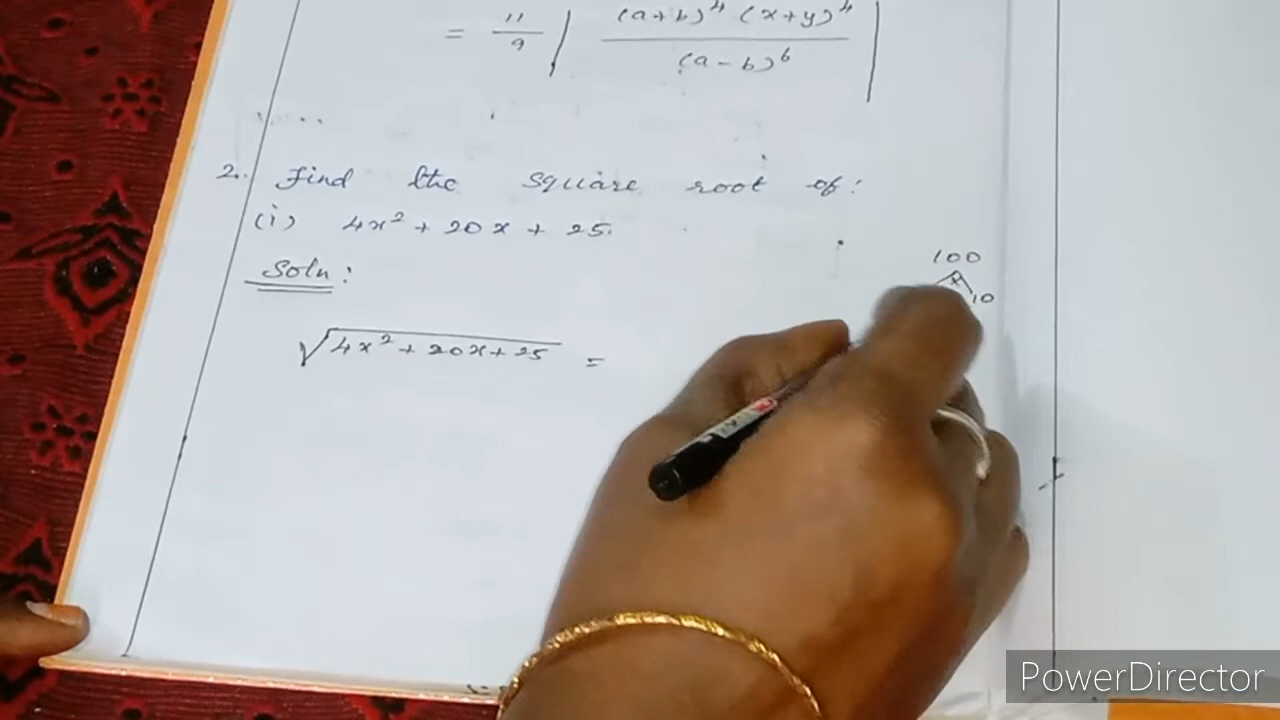 (a+b)⁴ (x+y)⁴
= 11/9 | (a-b)⁶ |
2. Find the square root of:
(i) 4x² + 20x + 25.
Soln:
100
10
√4x² + 20x + 25 =
PowerDirector